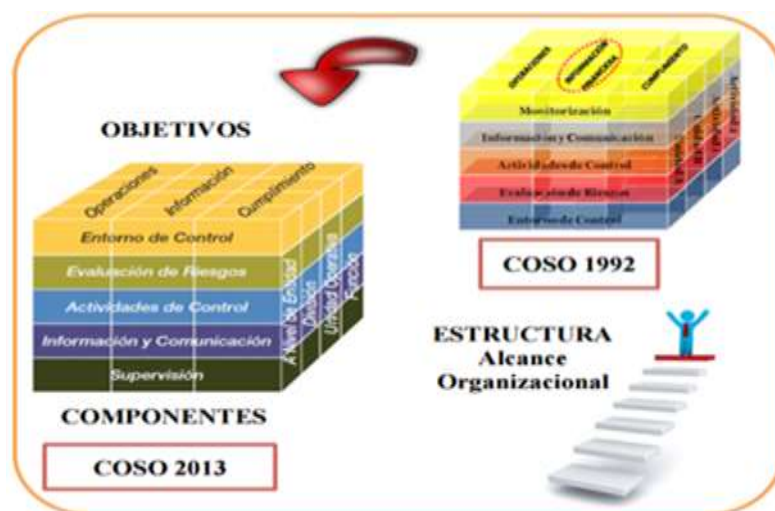 OBJETIVOS
Operaciones
Información
Cumplimiento
Entorno de Control
Evaluación de Riesgos
Actividades de Control
Información y Comunicación
Supervisión
A Nivel de Entidad
División
Unidad Operativa
Función
COMPONENTES
COSO 2013
OPERACIONES
INFORMACIÓN
FINANCIERA
CUMPLIMIENTO
Monitorización
Información y Comunicación
Actividades de Control
Evaluación de Riesgos
Entorno de Control
COSO 1992
ESTRUCTURA
Alcance
Organizacional